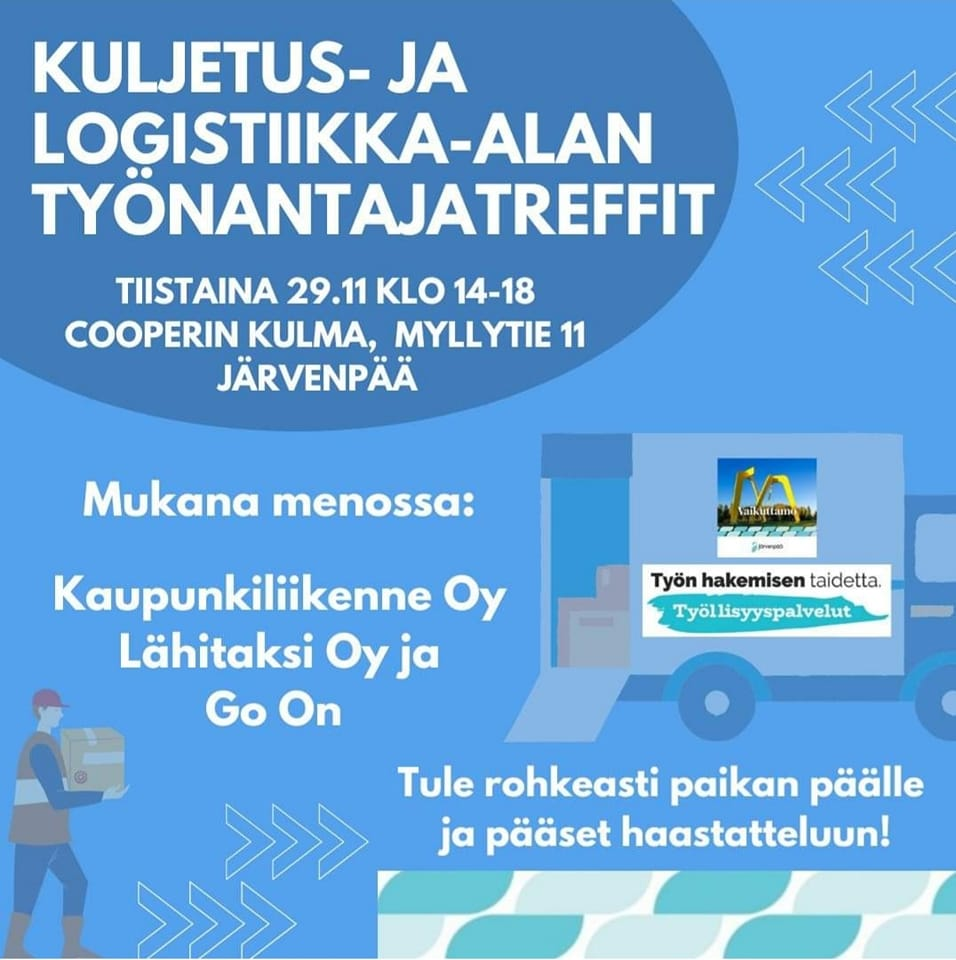 KULJETUS- JA
LOGISTIIKKA-ALAN
TYÖNANTAJATREFFIT
TIISTAINA 29.11 KLO 14-18
COOPERIN KULMA, MYLLYTIE 11
JÄRVENPÄÄ
Mukana menossa:
Kaupunkiliikenne Oy
Lähitaksi Oy ja
Go On
Vaikuttamo
järvenpää
Työn hakemisen taidetta.
Työllisyyspalvelut
Tule rohkeasti paikan päälle
ja pääset haastatteluun!